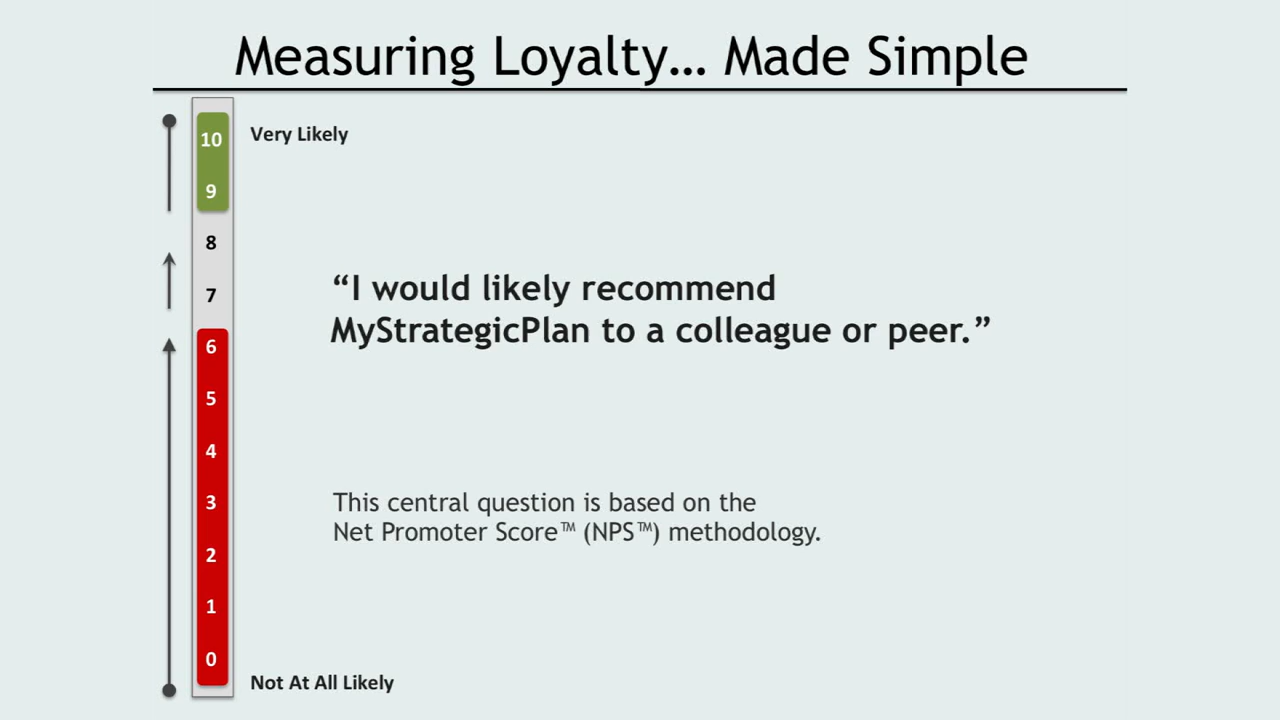 Measuring Loyalty... Made Simple
10
Very Likely
9
8
7
“I would likely recommend
MyStrategicPlan to a colleague or peer.”
6
5
4
3
This central question is based on the
Net Promoter Score™ (NPS™) methodology.
2
1
0
Not At All Likely